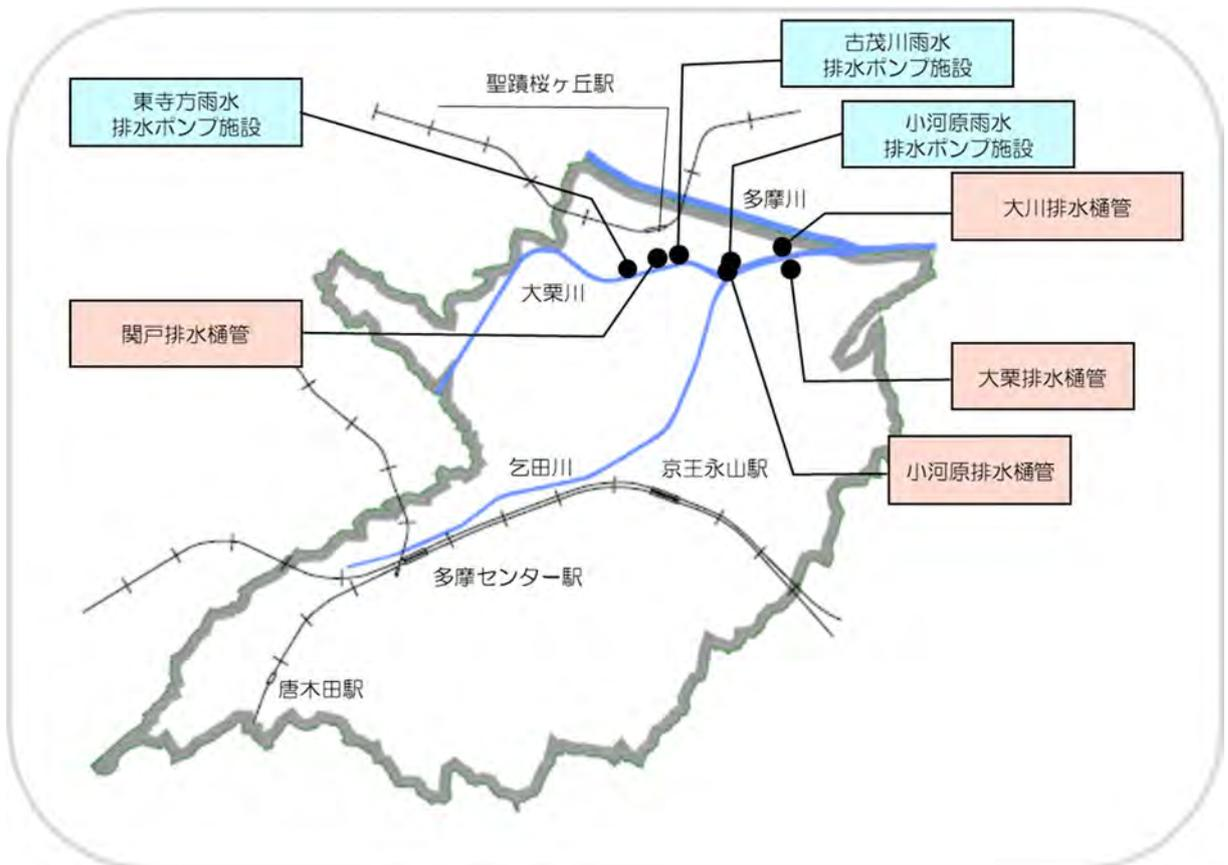 古茂川雨水
排水ポンプ施設
聖蹟桜ヶ丘駅
東寺方雨水
排水ポンプ施設
小河原雨水
排水ポンプ施設
多摩川
大川排水樋管
大栗川
関戸排水樋管
大栗排水樋管
乞田川
京王永山駅
小河原排水樋管
多摩センター駅
唐木田駅